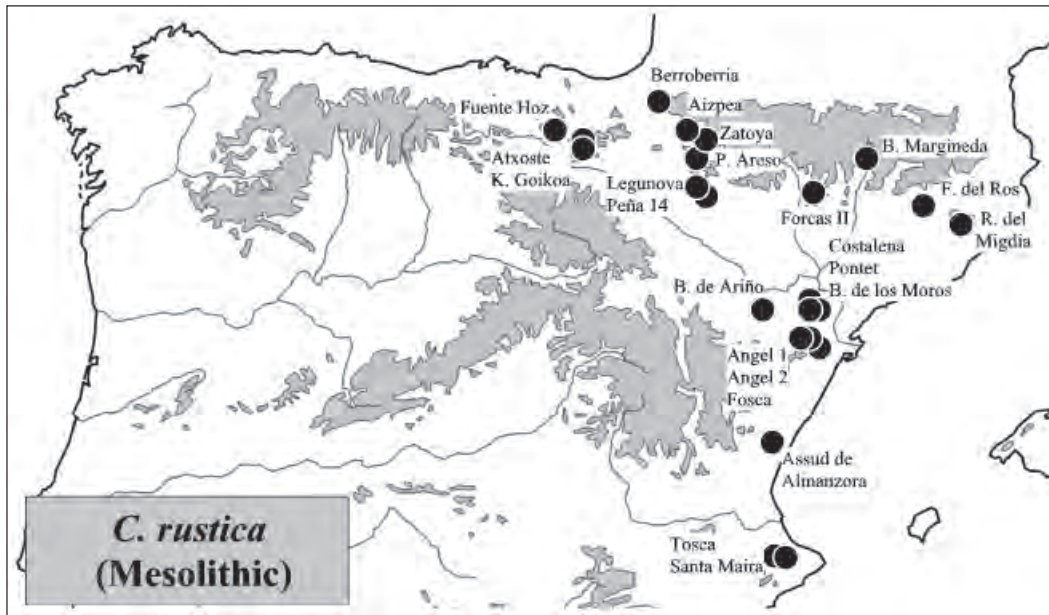 Berroberria
Aizpea
Fuente Hoz
Zatoya
B. Margineda
P. Areso
Atxoste
K. Goikoa
Legunova
Peña 14
F. del Ros
Forcas II
R. del
Migdia
Costalena
Pontet
B. de los Moros
B. de Ariño
Angel 1
Angel 2
Fosca
Assud de
Almanzora
C. rustica
(Mesolithic)
Tosca
Santa Maira